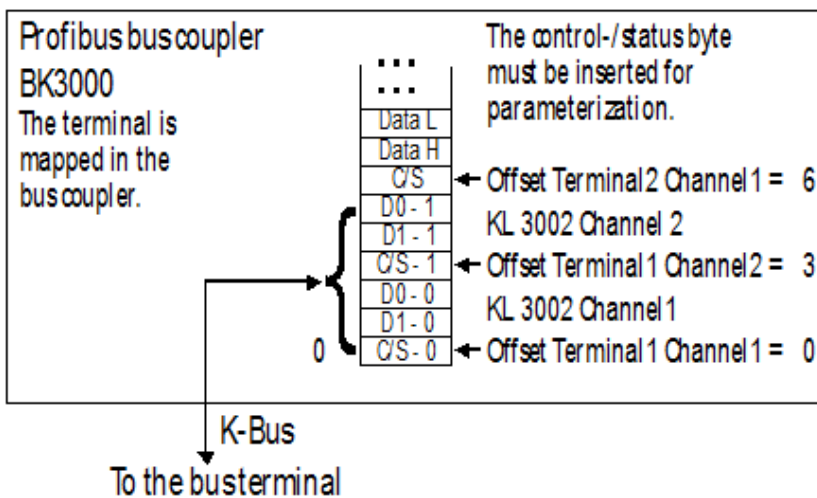 Profibus buscoupler
BK3000
The terminal is
mapped in the
buscoupler.
The control-/status byte
must be inserted for
parameterization.
...
...
Data L
Data H
C/S
Offset Terminal 2 Channel 1 = 6
D0 - 1
KL 3002 Channel 2
D1 - 1
C/S - 1
Offset Terminal 1 Channel 2 = 3
D0 - 0
KL 3002 Channel 1
D1 - 0
0
C/S - 0
Offset Terminal 1 Channel 1 = 0
K-Bus
To the busterminal